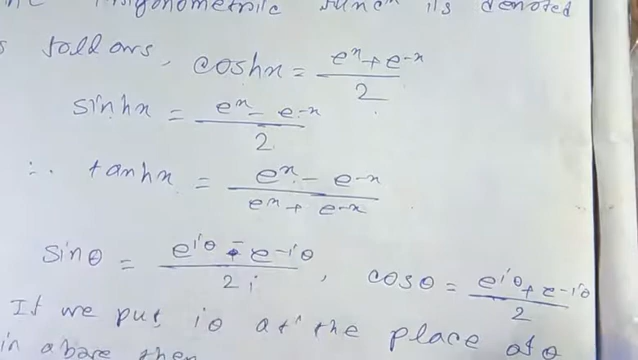 Trigonometric funcn its denoted
s follows, coshx = (e^x + e^-x)/2
sinhx = (e^x - e^-x)/2
∴ tanhx = (e^x - e^-x)/(e^x + e^-x)
sinθ = (e^iθ - e^-iθ)/2i, cosθ = (e^iθ + e^-iθ)/2
If we put iθ at the place of θ
in above then